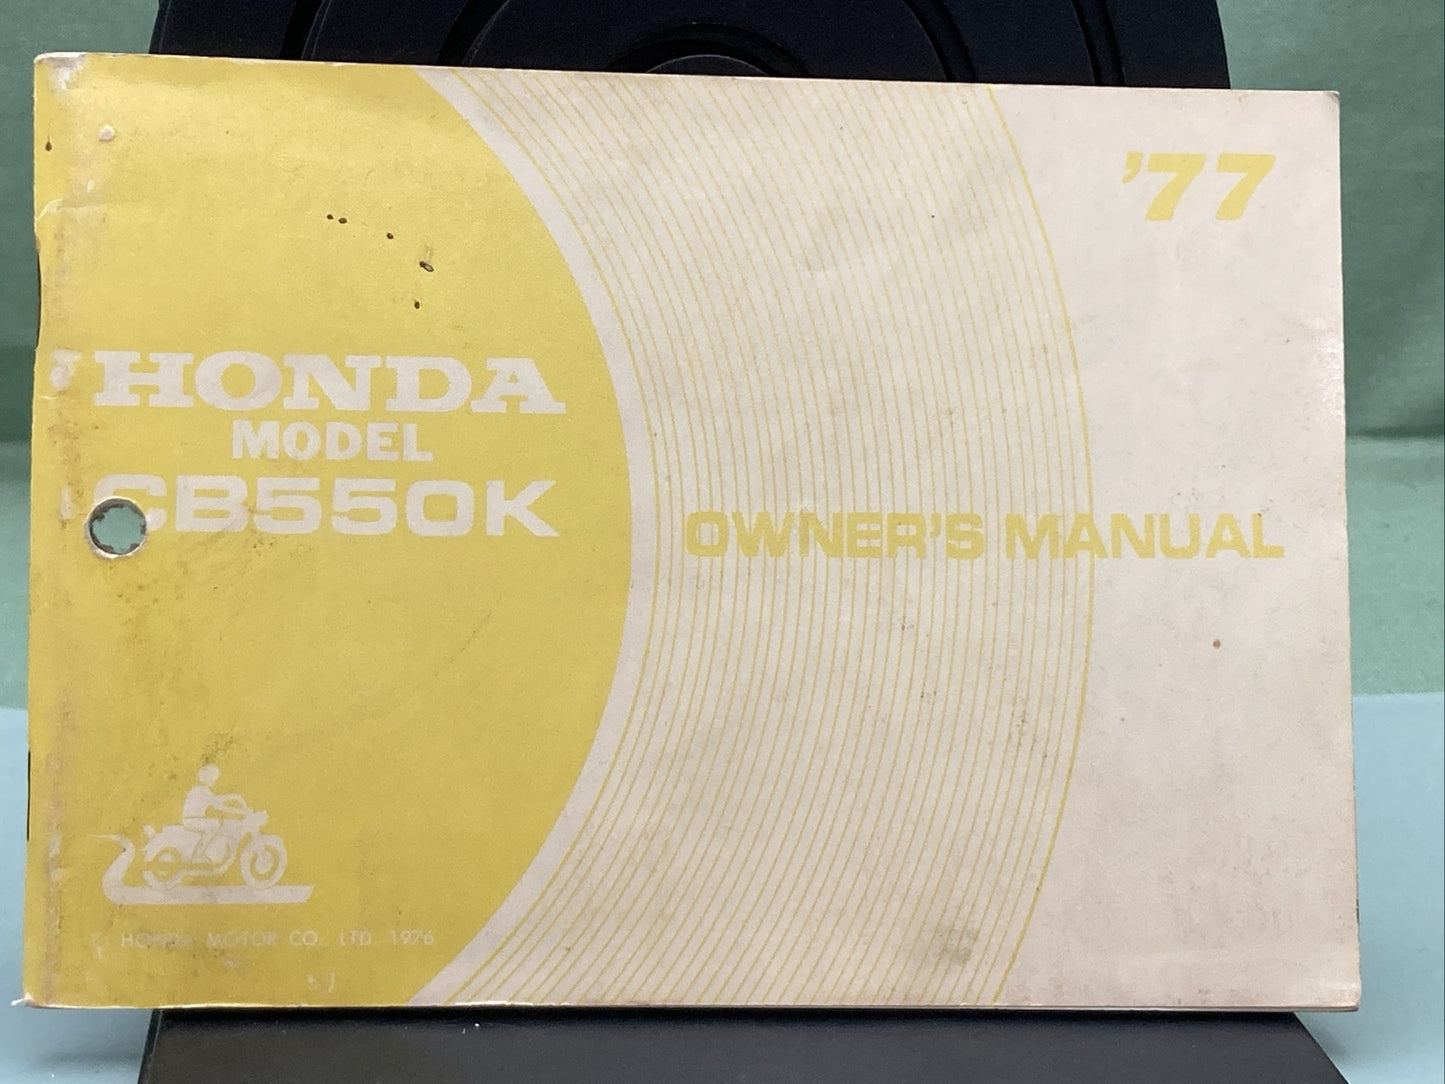 '77
HONDA
MODEL
CB550K
OWNER'S MANUAL
HONDA MOTOR CO. LTD. 1976